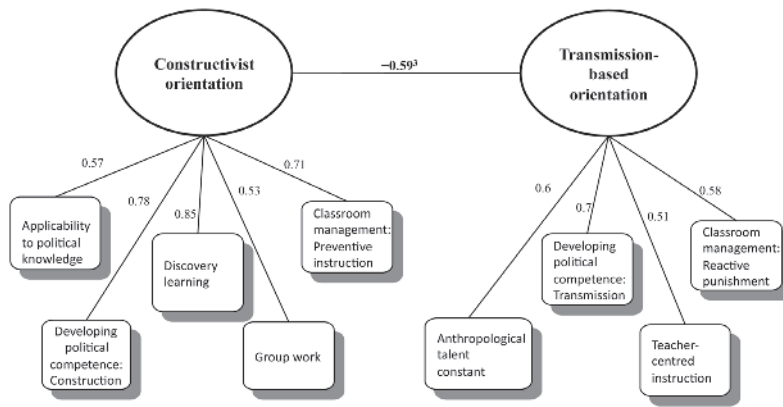 Constructivist
orientation
−0.59³
Transmission-
based
orientation
0.57
0.78
0.85
0.53
0.71
0.6
0.7
0.51
0.58
Applicability
to political
knowledge
Discovery
learning
Classroom
management:
Preventive
instruction
Developing
political
competence:
Construction
Group work
Developing
political
competence:
Transmission
Classroom
management:
Reactive
punishment
Anthropological
talent
constant
Teacher-
centred
instruction